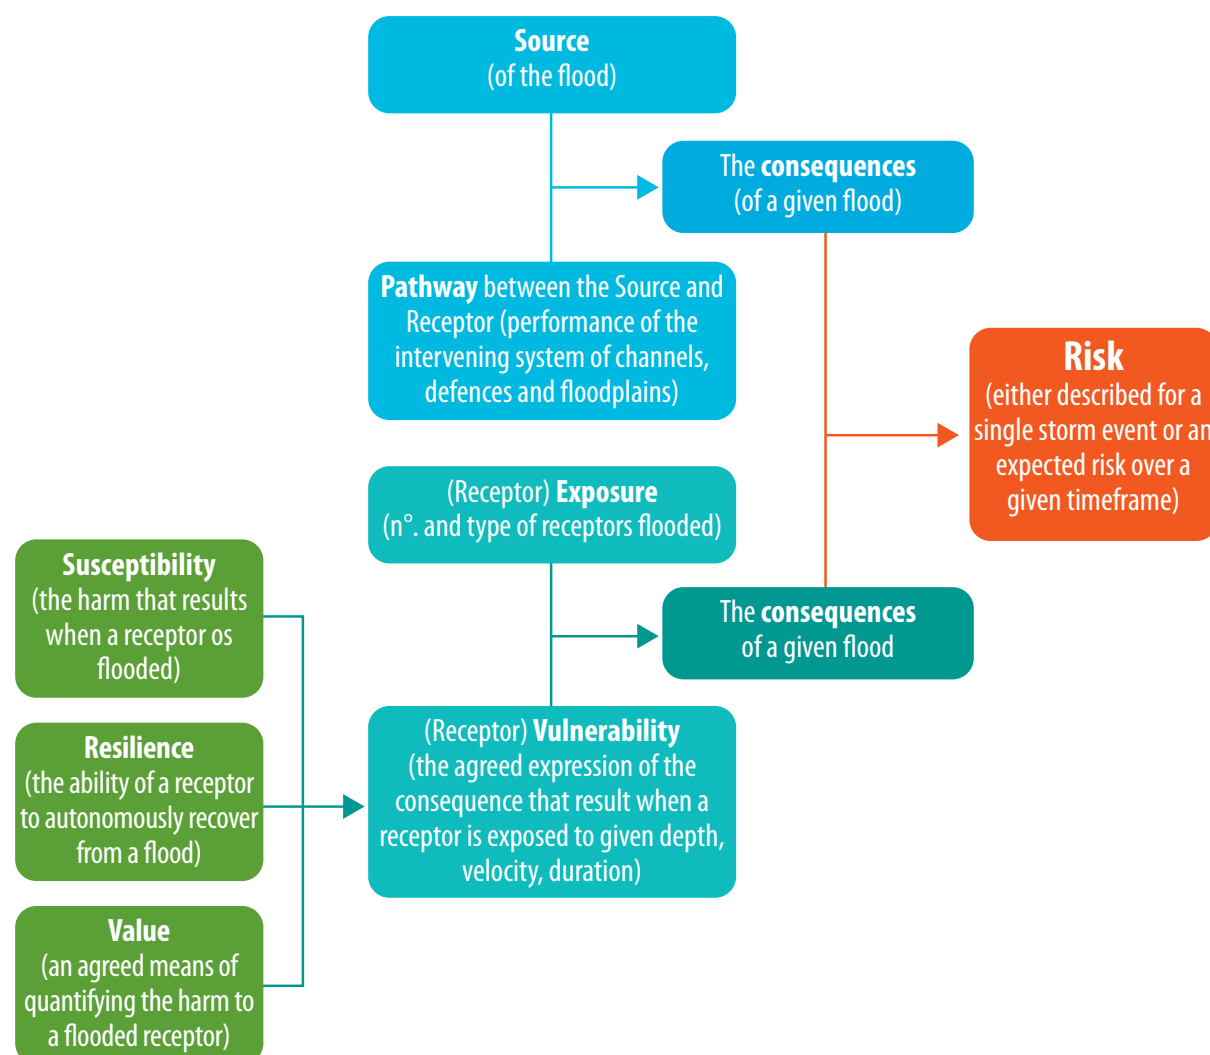 Source
(of the flood)
The consequences
(of a given flood)
Pathway between the Source and
Receptor (performance of the
intervening system of channels,
defences and floodplains)
Risk
(either described for a
single storm event or an
expected risk over a
given timeframe)
(Receptor) Exposure
(n°. and type of receptors flooded)
Susceptibility
(the harm that results
when a receptor os
flooded)
The consequences
of a given flood
(Receptor) Vulnerability
(the agreed expression of the
consequence that result when a
receptor is exposed to given depth,
velocity, duration)
Resilience
(the ability of a receptor
to autonomously recover
from a flood)
Value
(an agreed means of
quantifying the harm to
a flooded receptor)